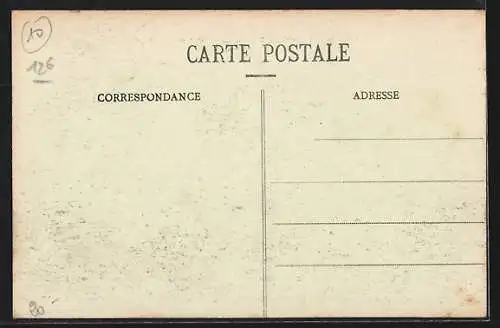 10
CARTE POSTALE
126
CORRESPONDANCE
ADRESSE
20